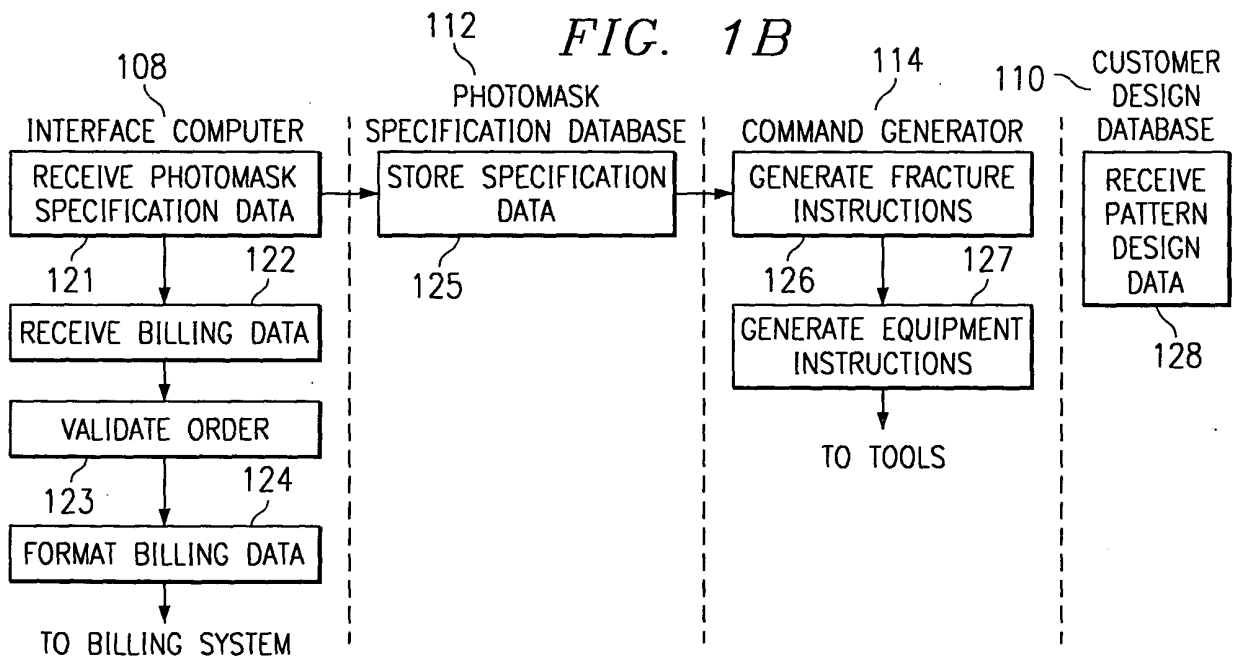 FIG. 1B
108
INTERFACE COMPUTER
RECEIVE PHOTOMASK
SPECIFICATION DATA
121
122
RECEIVE BILLING DATA
VALIDATE ORDER
123
124
FORMAT BILLING DATA
TO BILLING SYSTEM
112
PHOTOMASK
SPECIFICATION DATABASE
STORE SPECIFICATION
DATA
125
114
COMMAND GENERATOR
GENERATE FRACTURE
INSTRUCTIONS
126
127
GENERATE EQUIPMENT
INSTRUCTIONS
TO TOOLS
110
CUSTOMER
DESIGN
DATABASE
RECEIVE
PATTERN
DESIGN
DATA
128